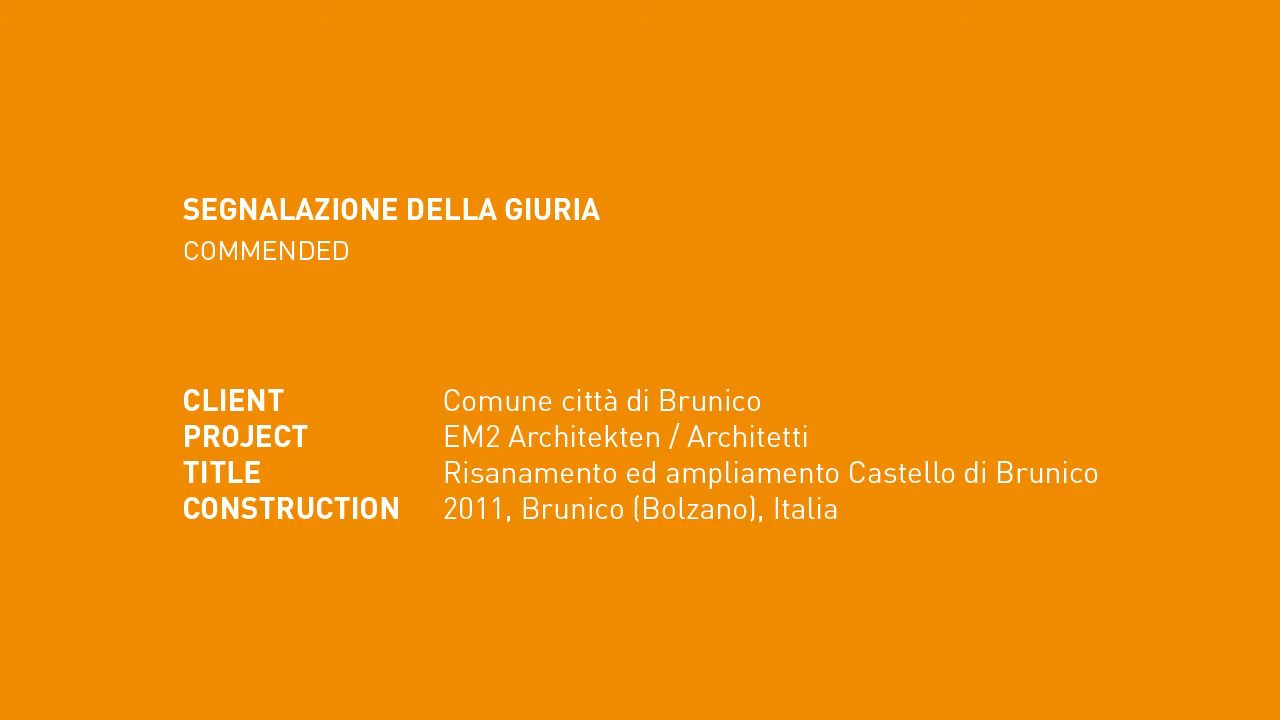 SEGNALAZIONE DELLA GIURIA
COMMENDED
CLIENT Comune città di Brunico
PROJECT EM2 Architekten / Architetti
TITLE Risanamento ed ampliamento Castello di Brunico
CONSTRUCTION 2011, Brunico (Bolzano), Italia